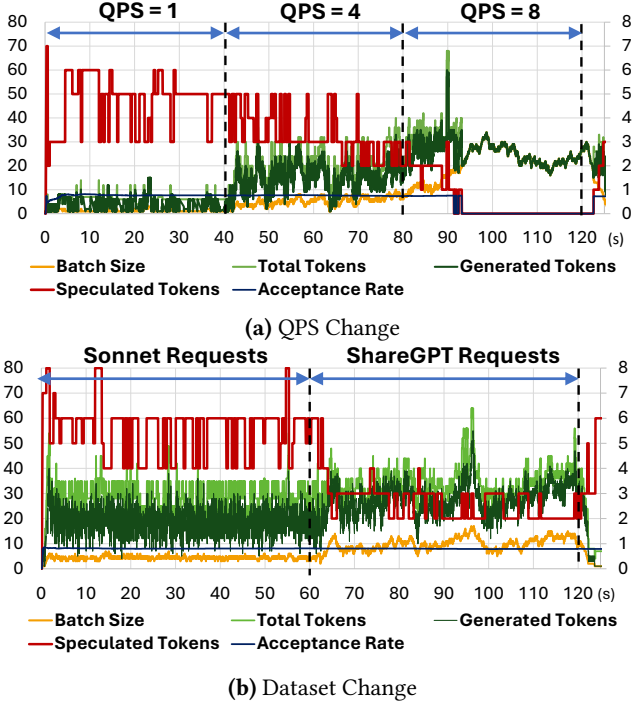 QPS = 1 QPS = 4 QPS = 8
80 8
70 7
60 6
50 5
40 4
30 3
20 2
10 1
0 0
0 10 20 30 40 50 60 70 80 90 100 110 120 (s)
Batch Size Total Tokens Generated Tokens
Speculated Tokens Acceptance Rate
(a) QPS Change
Sonnet Requests ShareGPT Requests
80 8
70 7
60 6
50 5
40 4
30 3
20 2
10 1
0 0
0 10 20 30 40 50 60 70 80 90 100 110 120 (s)
Batch Size Total Tokens Generated Tokens
Speculated Tokens Acceptance Rate
(b) Dataset Change